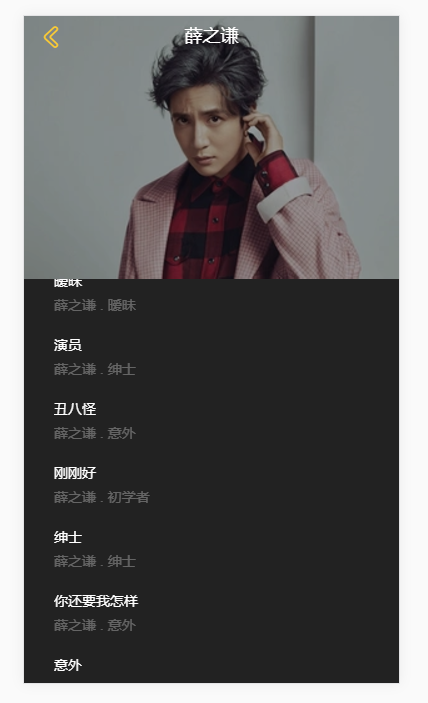 薛之谦
暧昧
薛之谦 . 暧昧
演员
薛之谦 . 绅士
丑八怪
薛之谦 . 意外
刚刚好
薛之谦 . 初学者
绅士
薛之谦 . 绅士
你还要我怎样
薛之谦 . 意外
意外